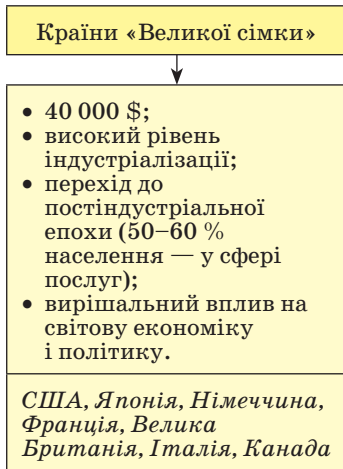 Країни «Великої сімки»
• 40 000 $;
• високий рівень
індустріалізації;
• перехід до
постіндустріальної
епохи (50–60 %
населення — у сфері
послуг);
• вирішальний вплив на
світову економіку
і політику.
США, Японія, Німеччина,
Франція, Велика
Британія, Італія, Канада